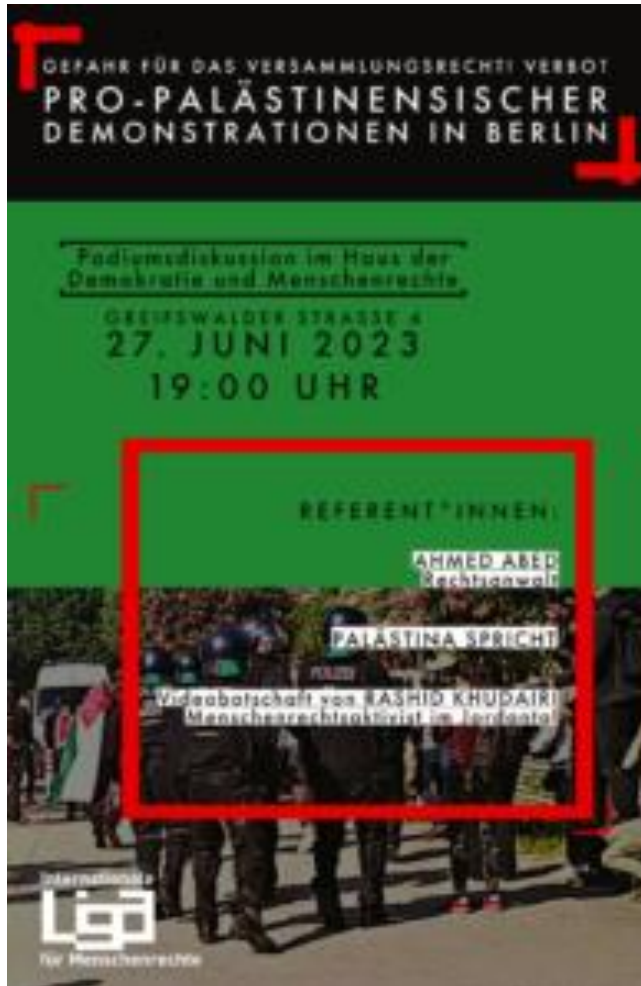 GEFAHR FÜR DAS VERSAMMLUNGSRECHT! VERBOT
PRO-PALÄSTINENSISCHER
DEMONSTRATIONEN IN BERLIN
Podiumsdiskussion im Haus der
Demokratie und Menschenrechte
GREIFSWALDER STRASSE 4
27. JUNI 2023
19:00 UHR
REFERENT*INNEN:
AHMED ABED
Rechtsanwalt
PALÄSTINA SPRICHT
POLIZEI
Videobotschaft von RASHID KHUDAIRI
Menschenrechtsaktivist im Jordantal
Internationale
Liga
für Menschenrechte